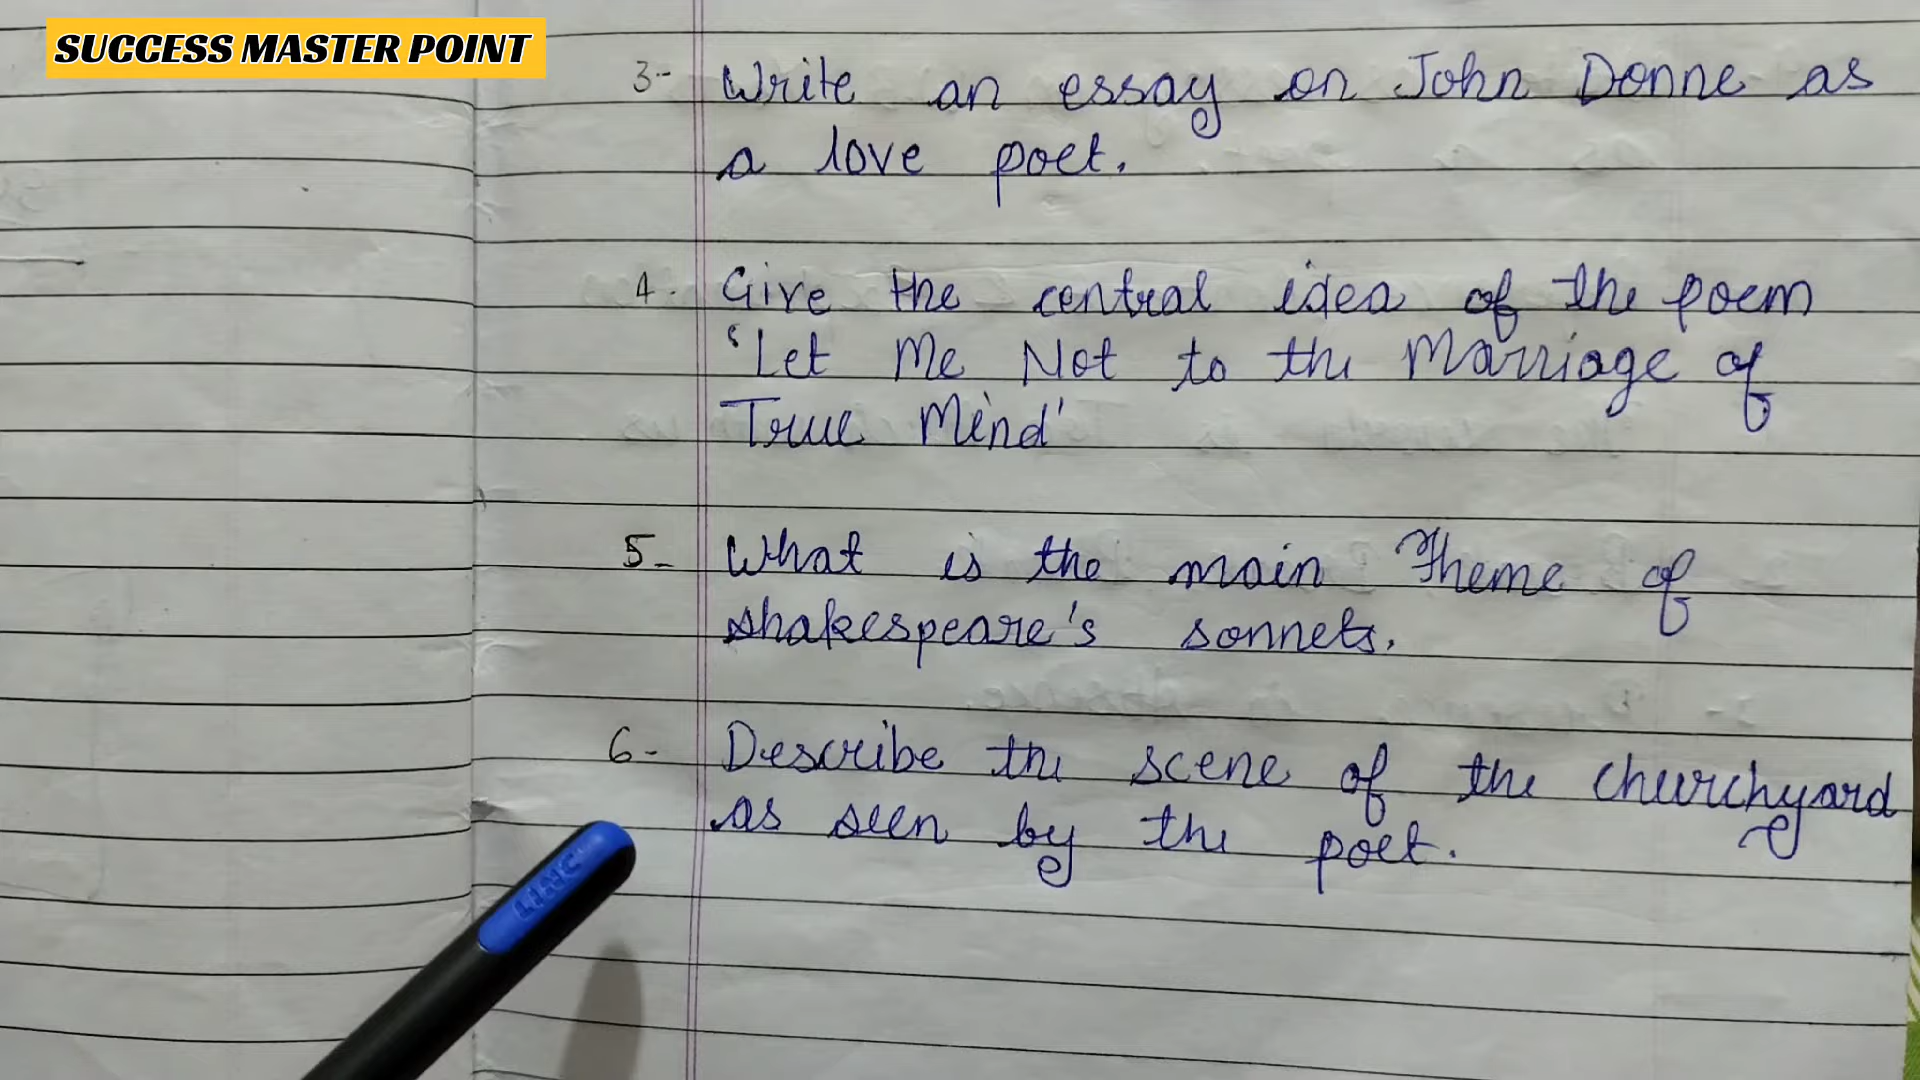 SUCCESS MASTER POINT
3- Write an essay on John Donne as
a love poet.
4. Give the central idea of the poem
'Let Me Not to the Marriage of
True Mind'
5- What is the main Theme of
shakespeare's sonnets.
6- Describe the scene of the churchyard
as seen by the poet.
LINC